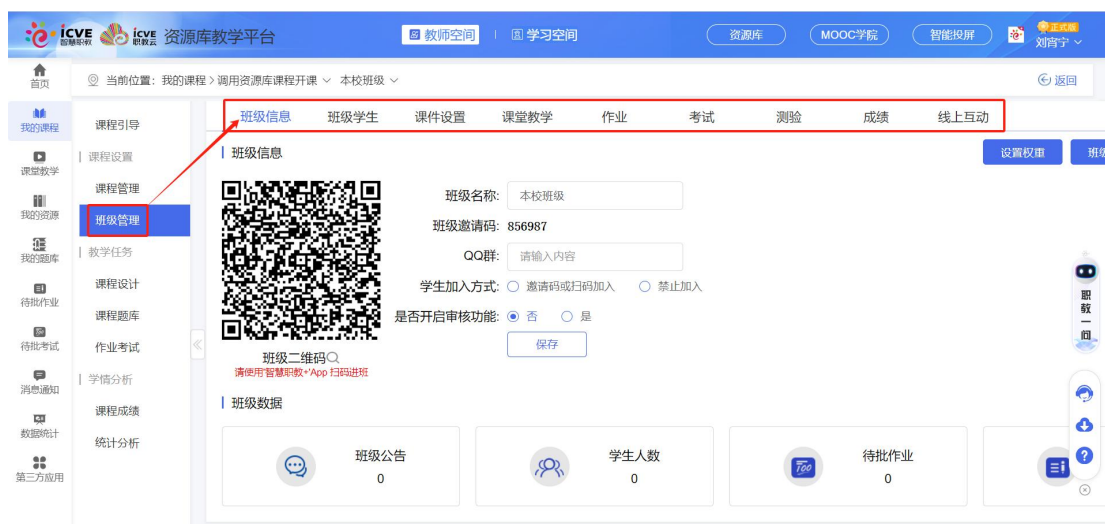 icve 智慧职教 icve 职教云 资源库教学平台
教师空间
学习空间
资源库
MOOC学院
智能投屏
正式版
刘宵宁
首页
我的课程
课堂教学
我的资源
我的题库
待批作业
待批考试
消息通知
数据统计
第三方应用
当前位置：我的课程 > 调用资源库课程开课 本校班级
返回
课程引导
课程设置
课程管理
班级管理
教学任务
课程设计
课程题库
作业考试
学情分析
课程成绩
统计分析
班级信息 班级学生 课件设置 课堂教学 作业 考试 测验 成绩 线上互动
班级信息
设置权重
班级名称: 本校班级
班级邀请码: 856987
QQ群: 请输入内容
学生加入方式: 邀请码或扫码加入 禁止加入
是否开启审核功能: 否 是
保存
班级二维码
请使用'智慧职教+'App 扫码进班
班级数据
班级公告
0
学生人数
0
待批作业
0
职教一问